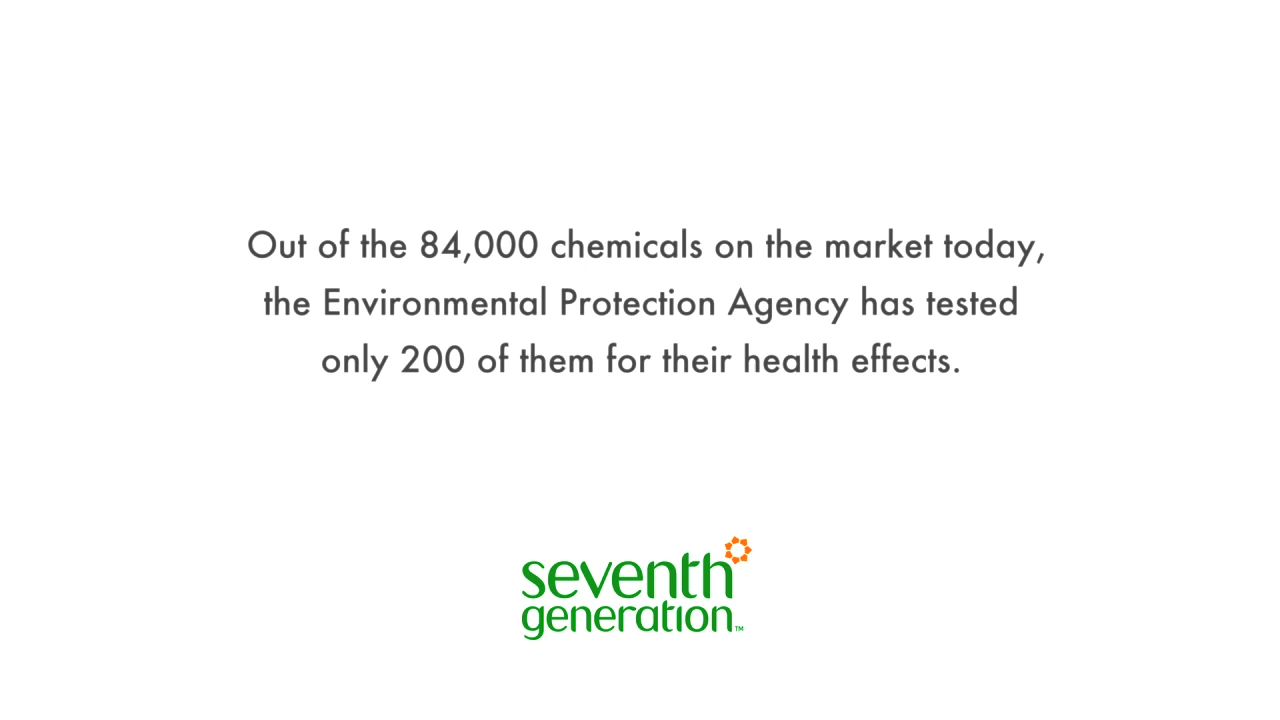 Out of the 84,000 chemicals on the market today,
the Environmental Protection Agency has tested
only 200 of them for their health effects.
seventh
generation™